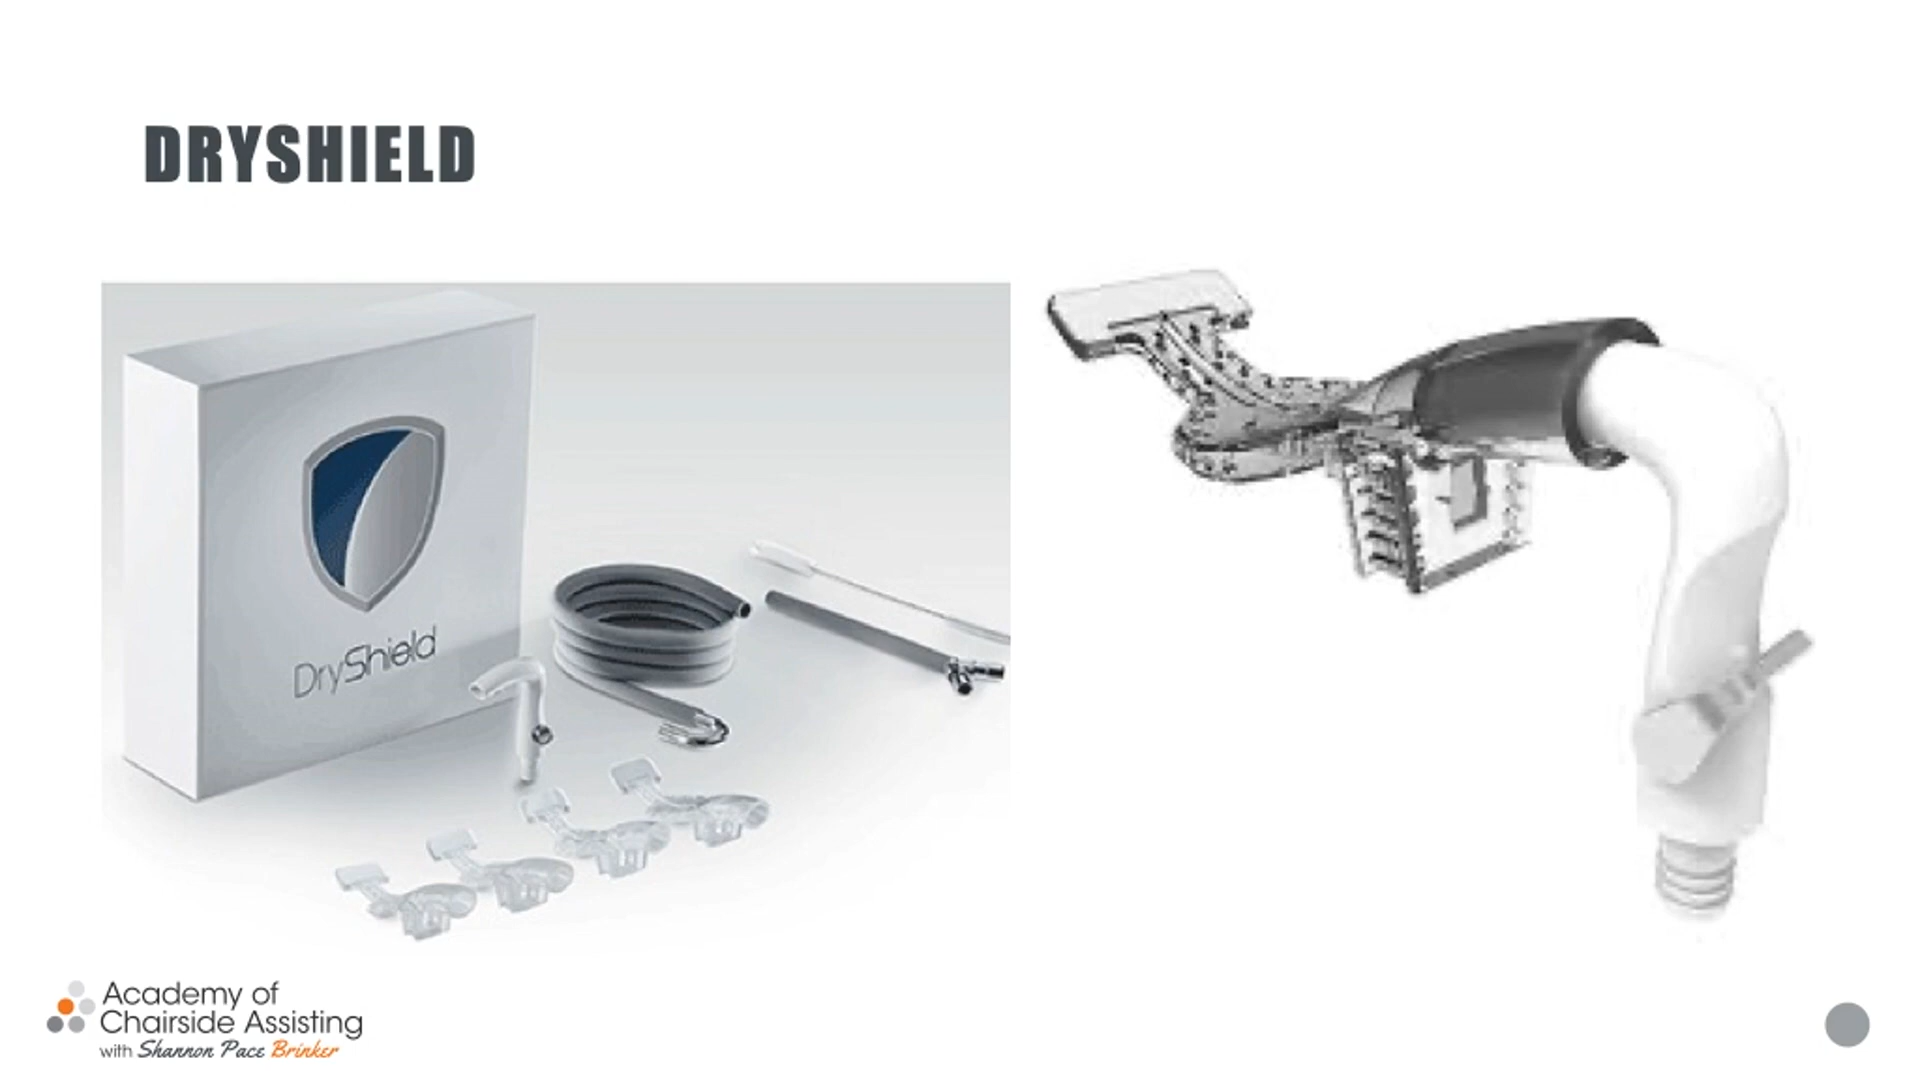 DRYSHIELD
DryShield
Academy of
Chairside Assisting
with Shannon Pace Brinker